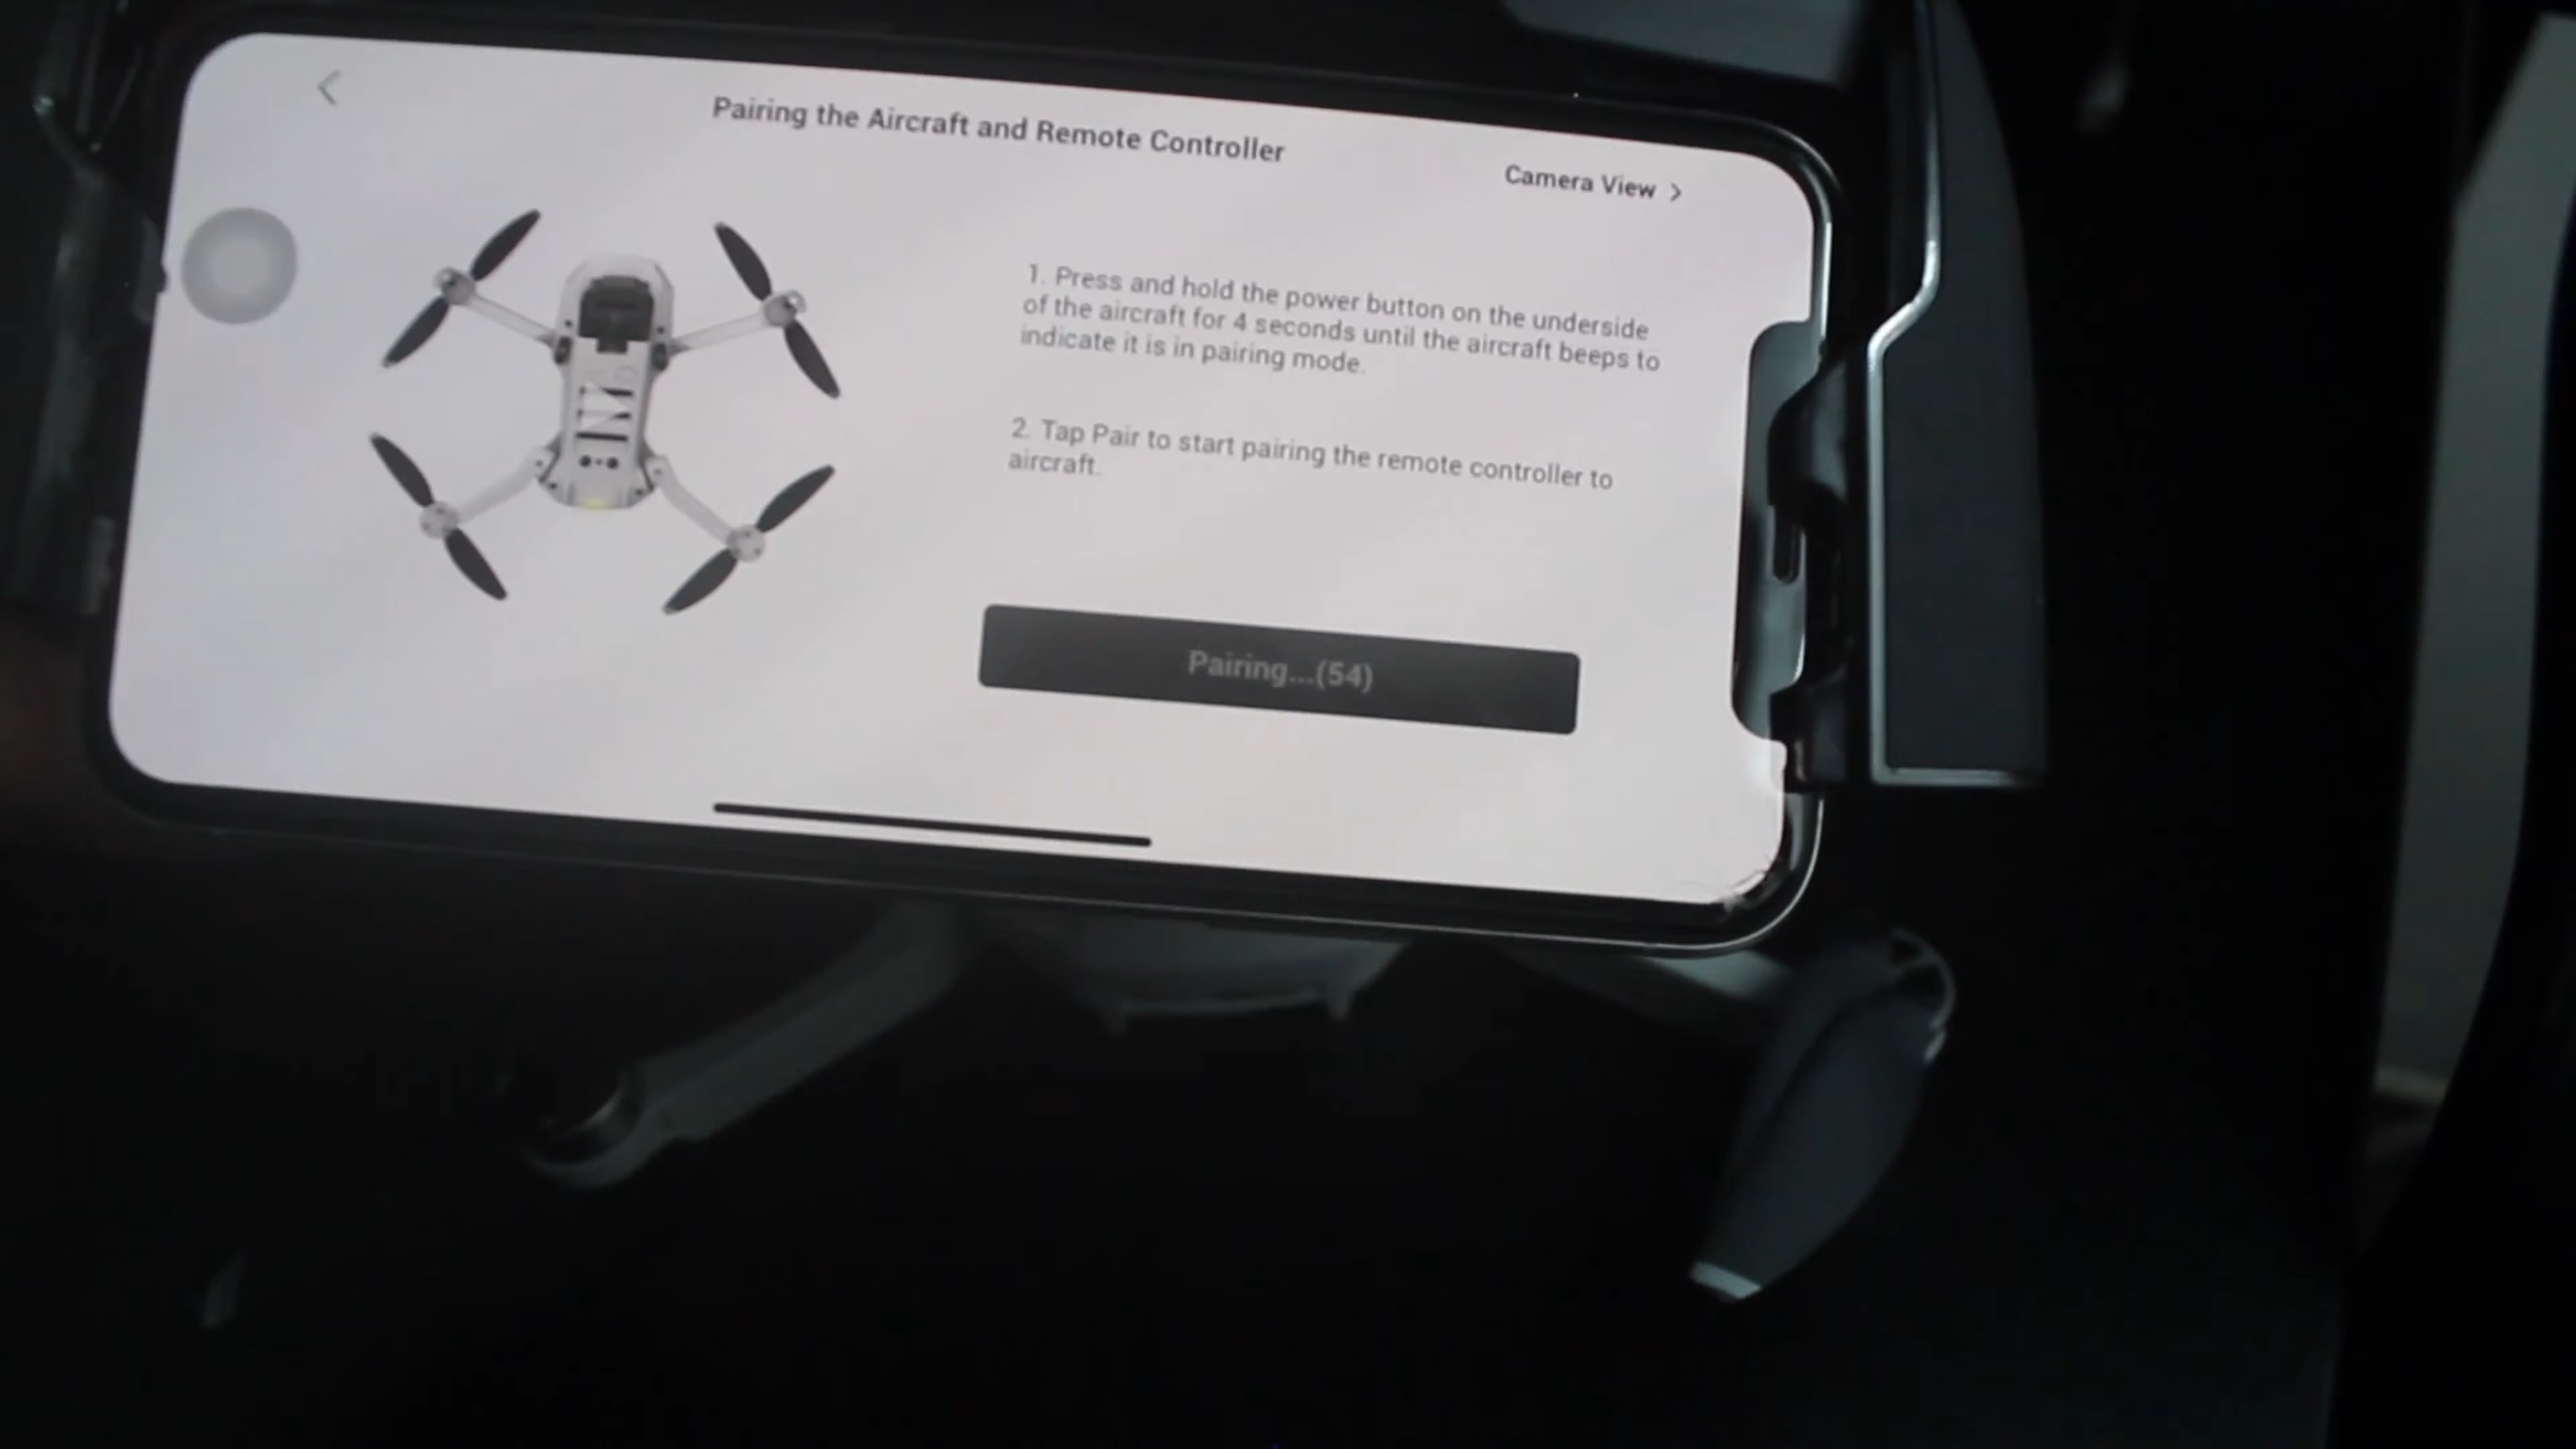 Pairing the Aircraft and Remote Controller
Camera View >
1. Press and hold the power button on the underside
of the aircraft for 4 seconds until the aircraft beeps to
indicate it is in pairing mode.
2. Tap Pair to start pairing the remote controller to
aircraft.
Pairing...(54)